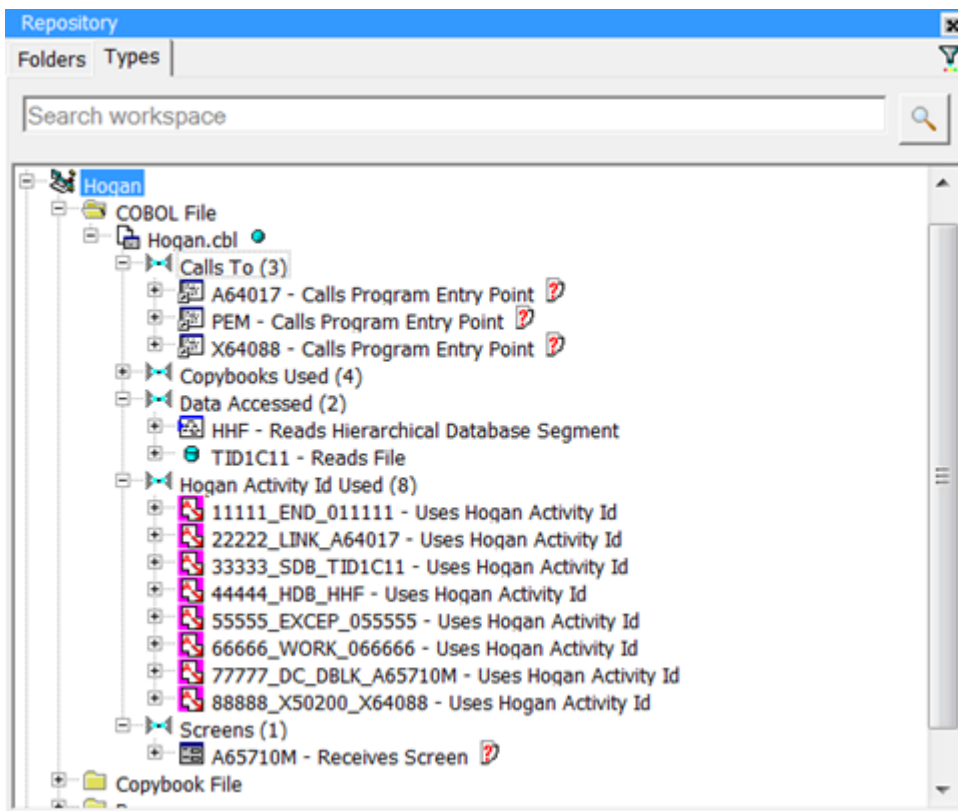 Repository
Folders Types
Search workspace
Hogan
COBOL File
Hogan.cbl
Calls To (3)
A64017 - Calls Program Entry Point
PEM - Calls Program Entry Point
X64088 - Calls Program Entry Point
Copybooks Used (4)
Data Accessed (2)
HHF - Reads Hierarchical Database Segment
TID1C11 - Reads File
Hogan Activity Id Used (8)
11111_END_011111 - Uses Hogan Activity Id
22222_LINK_A64017 - Uses Hogan Activity Id
33333_SDB_TID1C11 - Uses Hogan Activity Id
44444_HDB_HHF - Uses Hogan Activity Id
55555_EXCEP_055555 - Uses Hogan Activity Id
66666_WORK_066666 - Uses Hogan Activity Id
77777_DC_DBLK_A65710M - Uses Hogan Activity Id
88888_X50200_X64088 - Uses Hogan Activity Id
Screens (1)
A65710M - Receives Screen
Copybook File